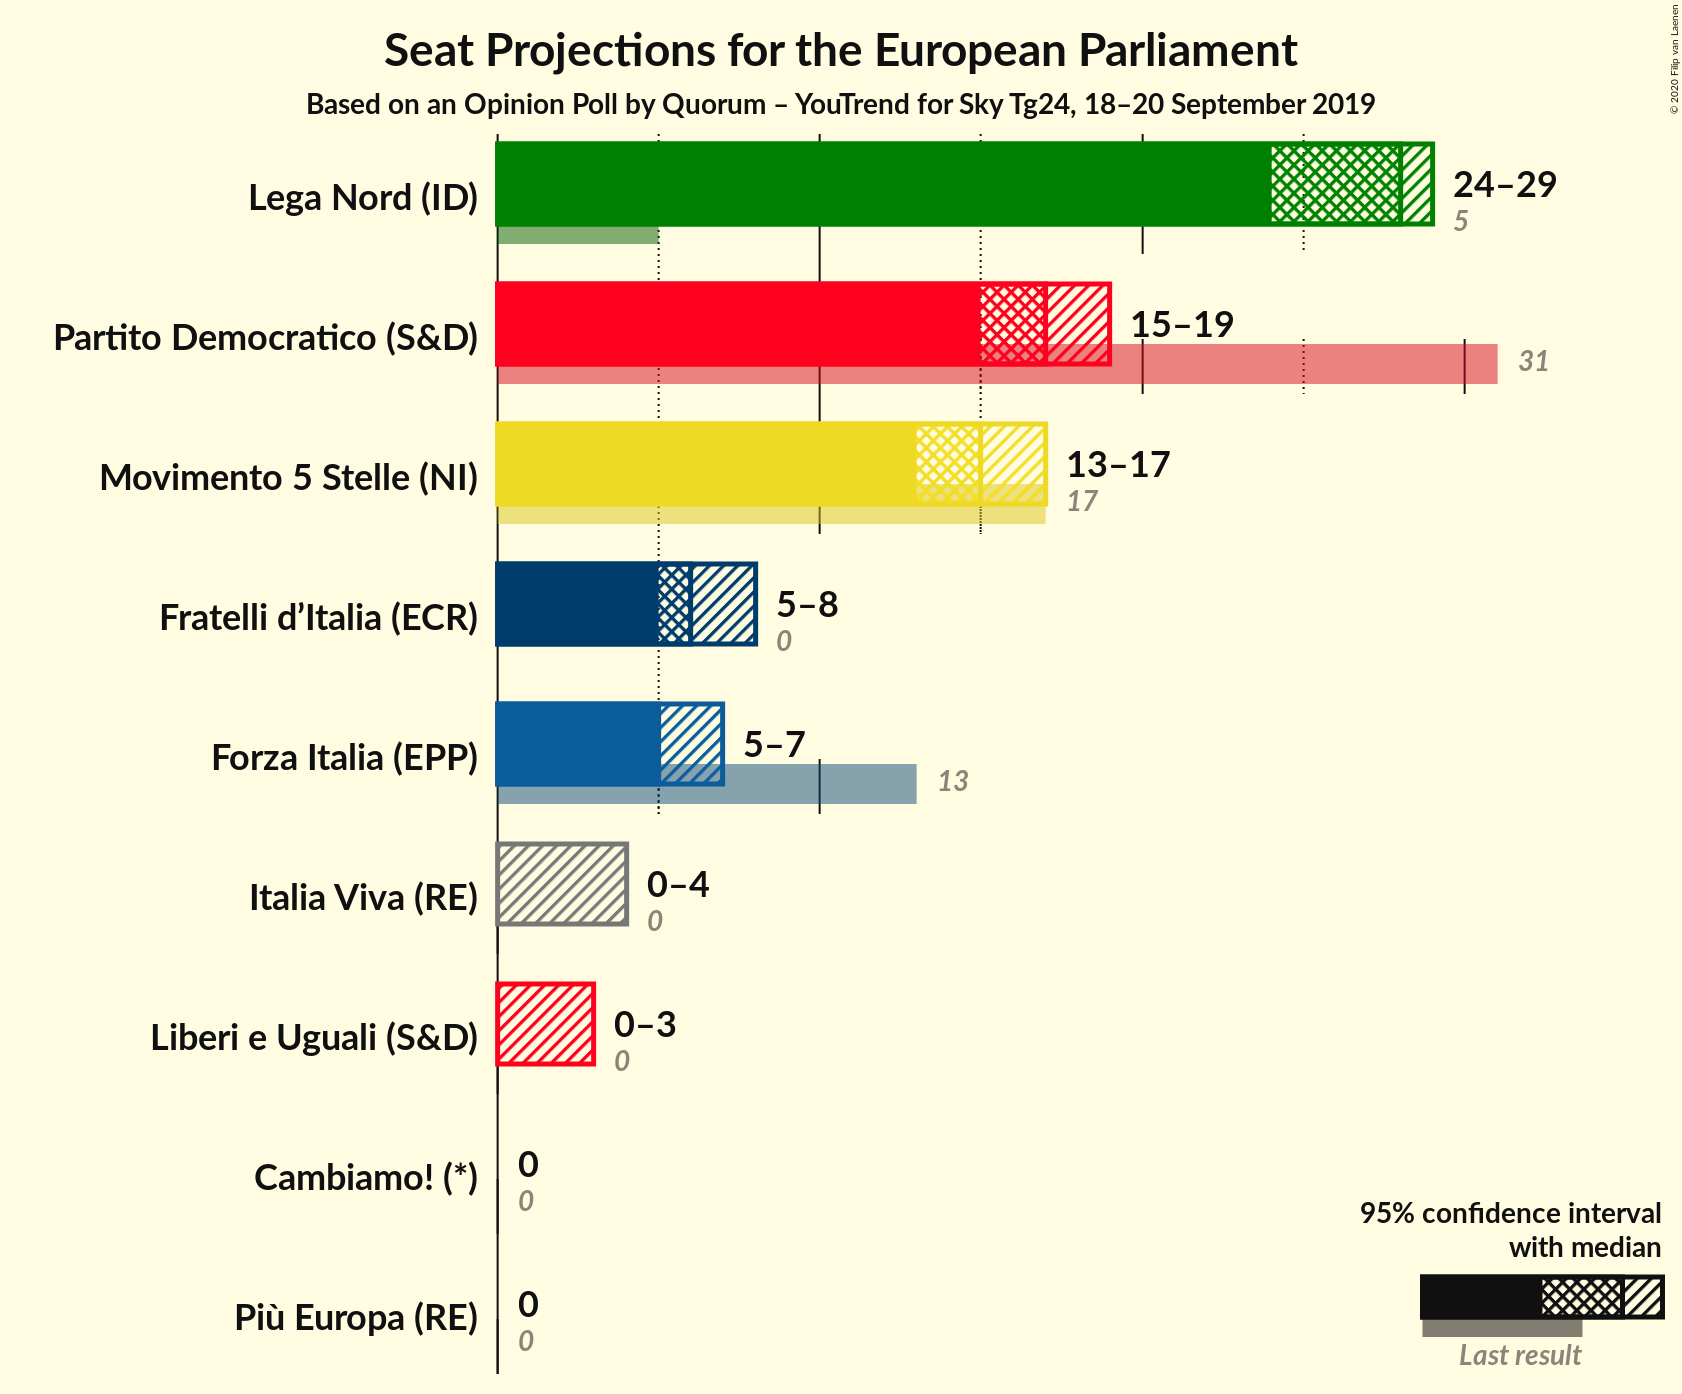 Seat Projections for the European Parliament
Based on an Opinion Poll by Quorum – YouTrend for Sky Tg24, 18–20 September 2019
© 2020 Filip van Laenen
Lega Nord (ID)
24–29
5
Partito Democratico (S&D)
15–19
31
Movimento 5 Stelle (NI)
13–17
17
Fratelli d’Italia (ECR)
5–8
0
Forza Italia (EPP)
5–7
13
Italia Viva (RE)
0–4
0
Liberi e Uguali (S&D)
0–3
0
Cambiamo! (*)
0
0
Più Europa (RE)
0
0
95% confidence interval
with median
Last result